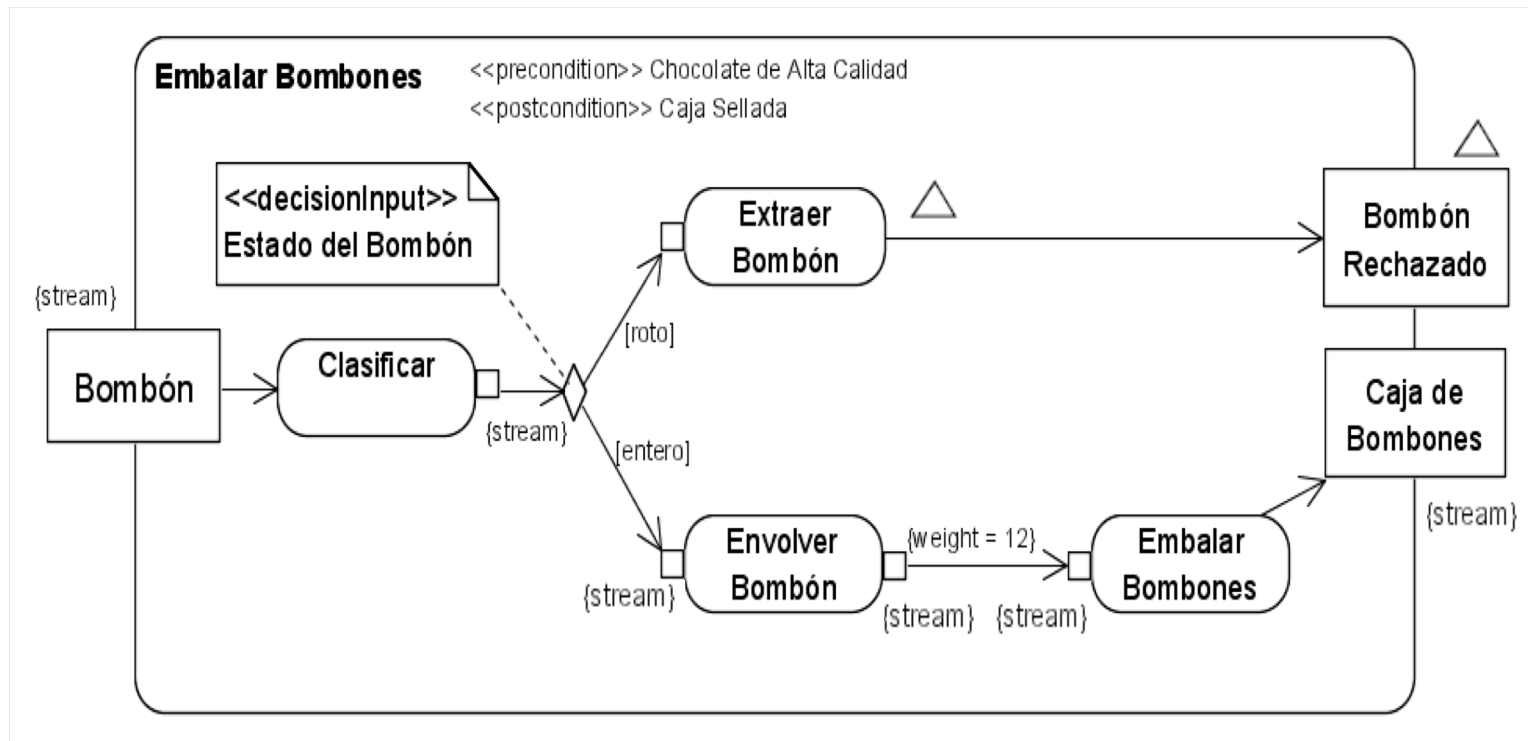 Embalar Bombones
<<precondition>> Chocolate de Alta Calidad
<<postcondition>> Caja Sellada
<<decisionInput>>
Estado del Bombón
{stream}
Bombón
Clasificar
{stream}
[roto]
[entero]
Extraer
Bombón
Bombón
Rechazado
Caja de
Bombones
{stream}
{stream}
Envolver
Bombón
{stream}
{weight = 12}
{stream}
Embalar
Bombones